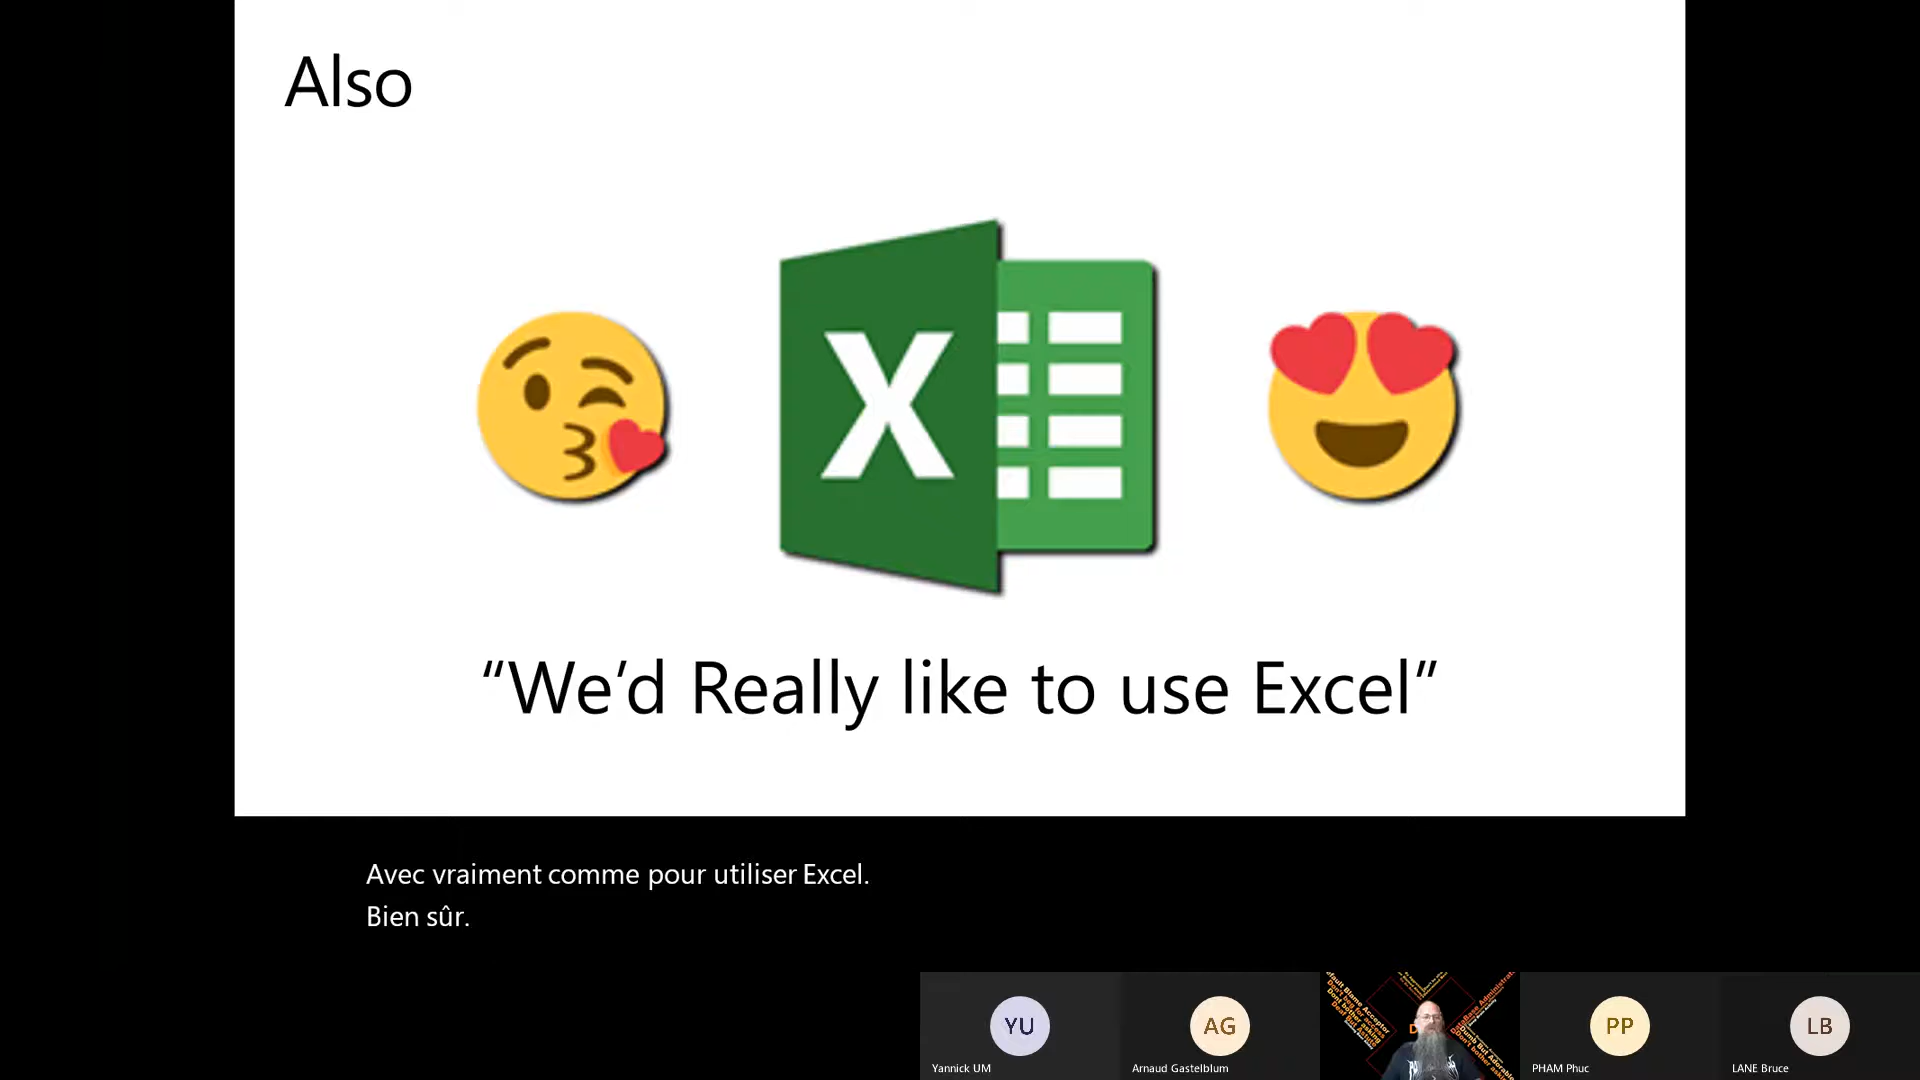 Also
X
“We’d Really like to use Excel”
Avec vraiment comme pour utiliser Excel.
Bien sûr.
YU
AG
PP
LB
Yannick UM
Arnaud Gastelblum
PHAM Phuc
LANE Bruce